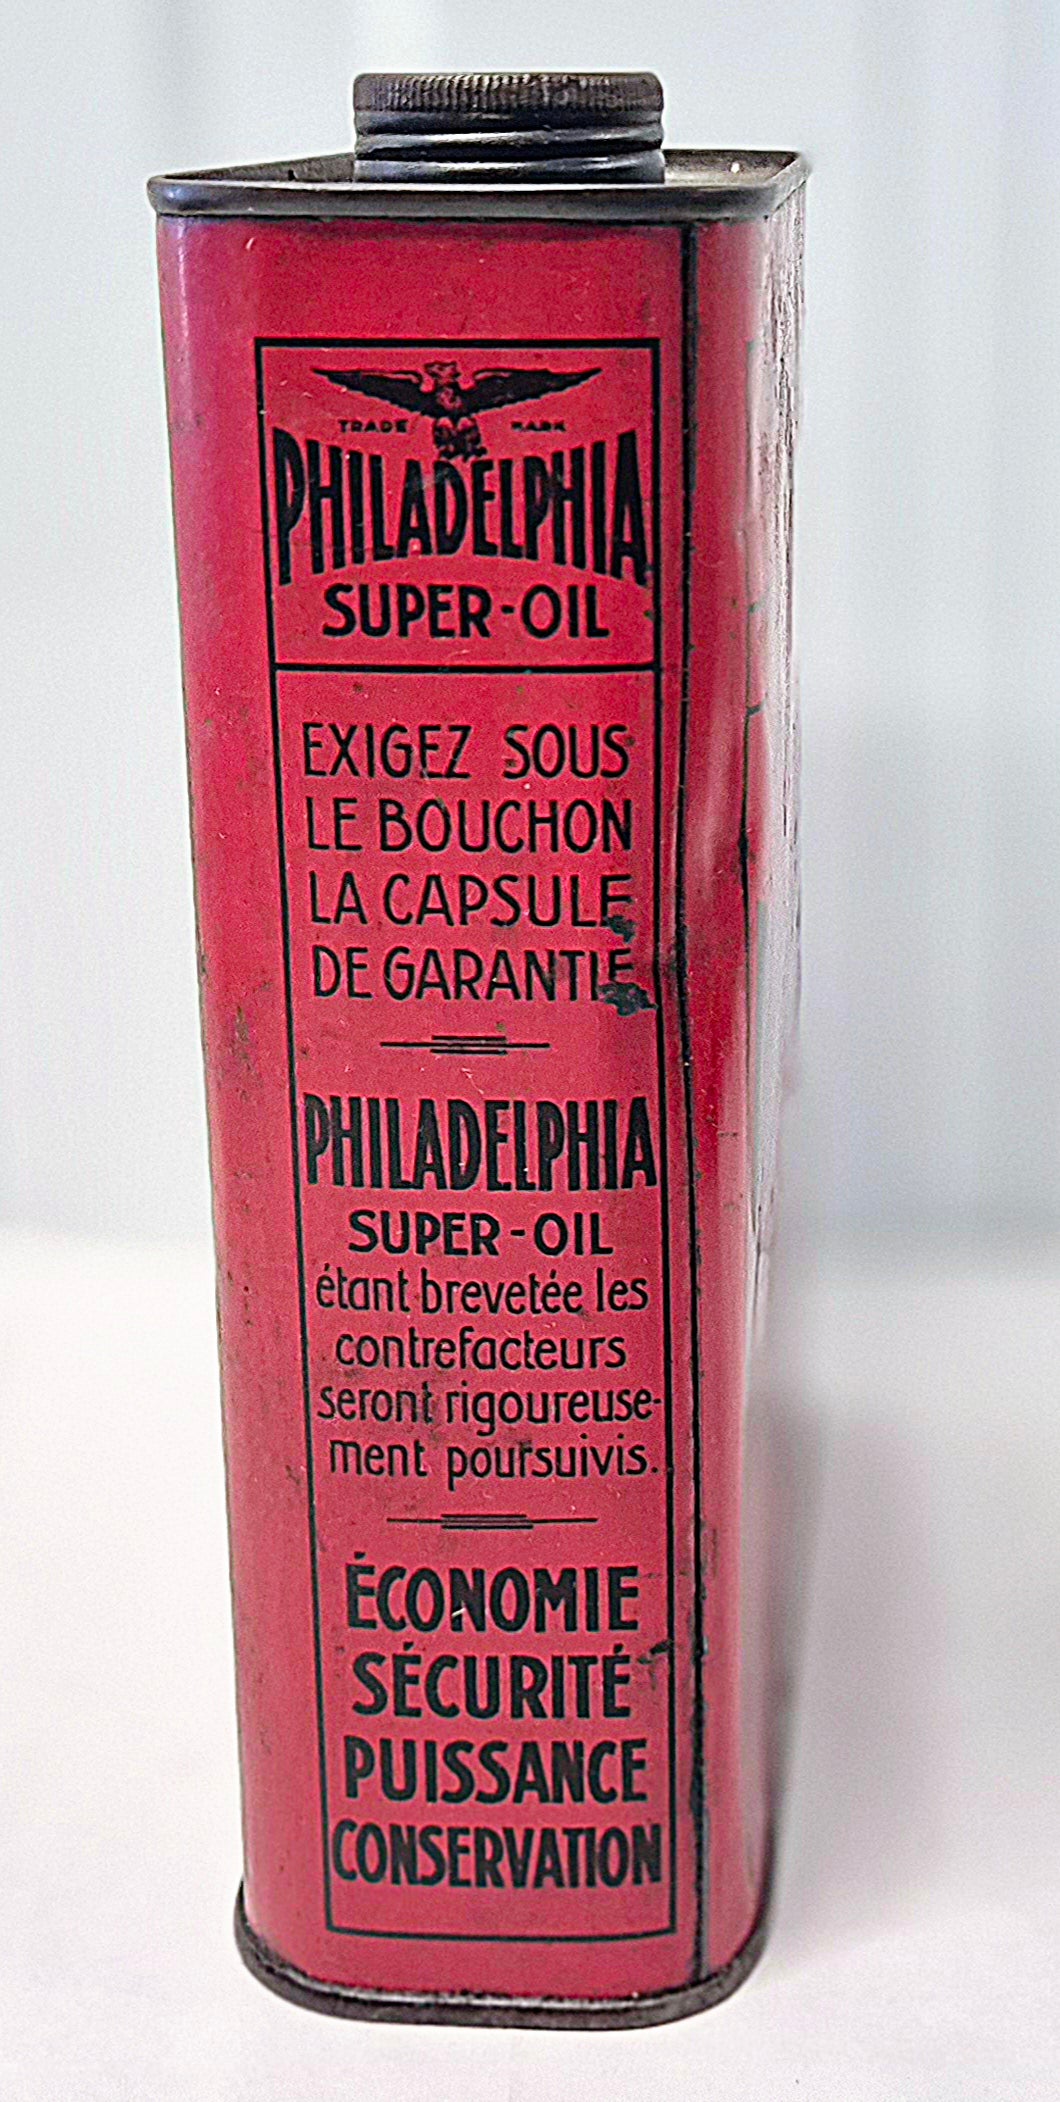 TRADE MARK
PHILADELPHIA
SUPER-OIL
EXIGEZ SOUS
LE BOUCHON
LA CAPSULE
DE GARANTIE
PHILADELPHIA
SUPER-OIL
étant brevetée les
contrefacteurs
seront rigoureuse-
ment poursuivis.
ÉCONOMIE
SÉCURITÉ
PUISSANCE
CONSERVATION